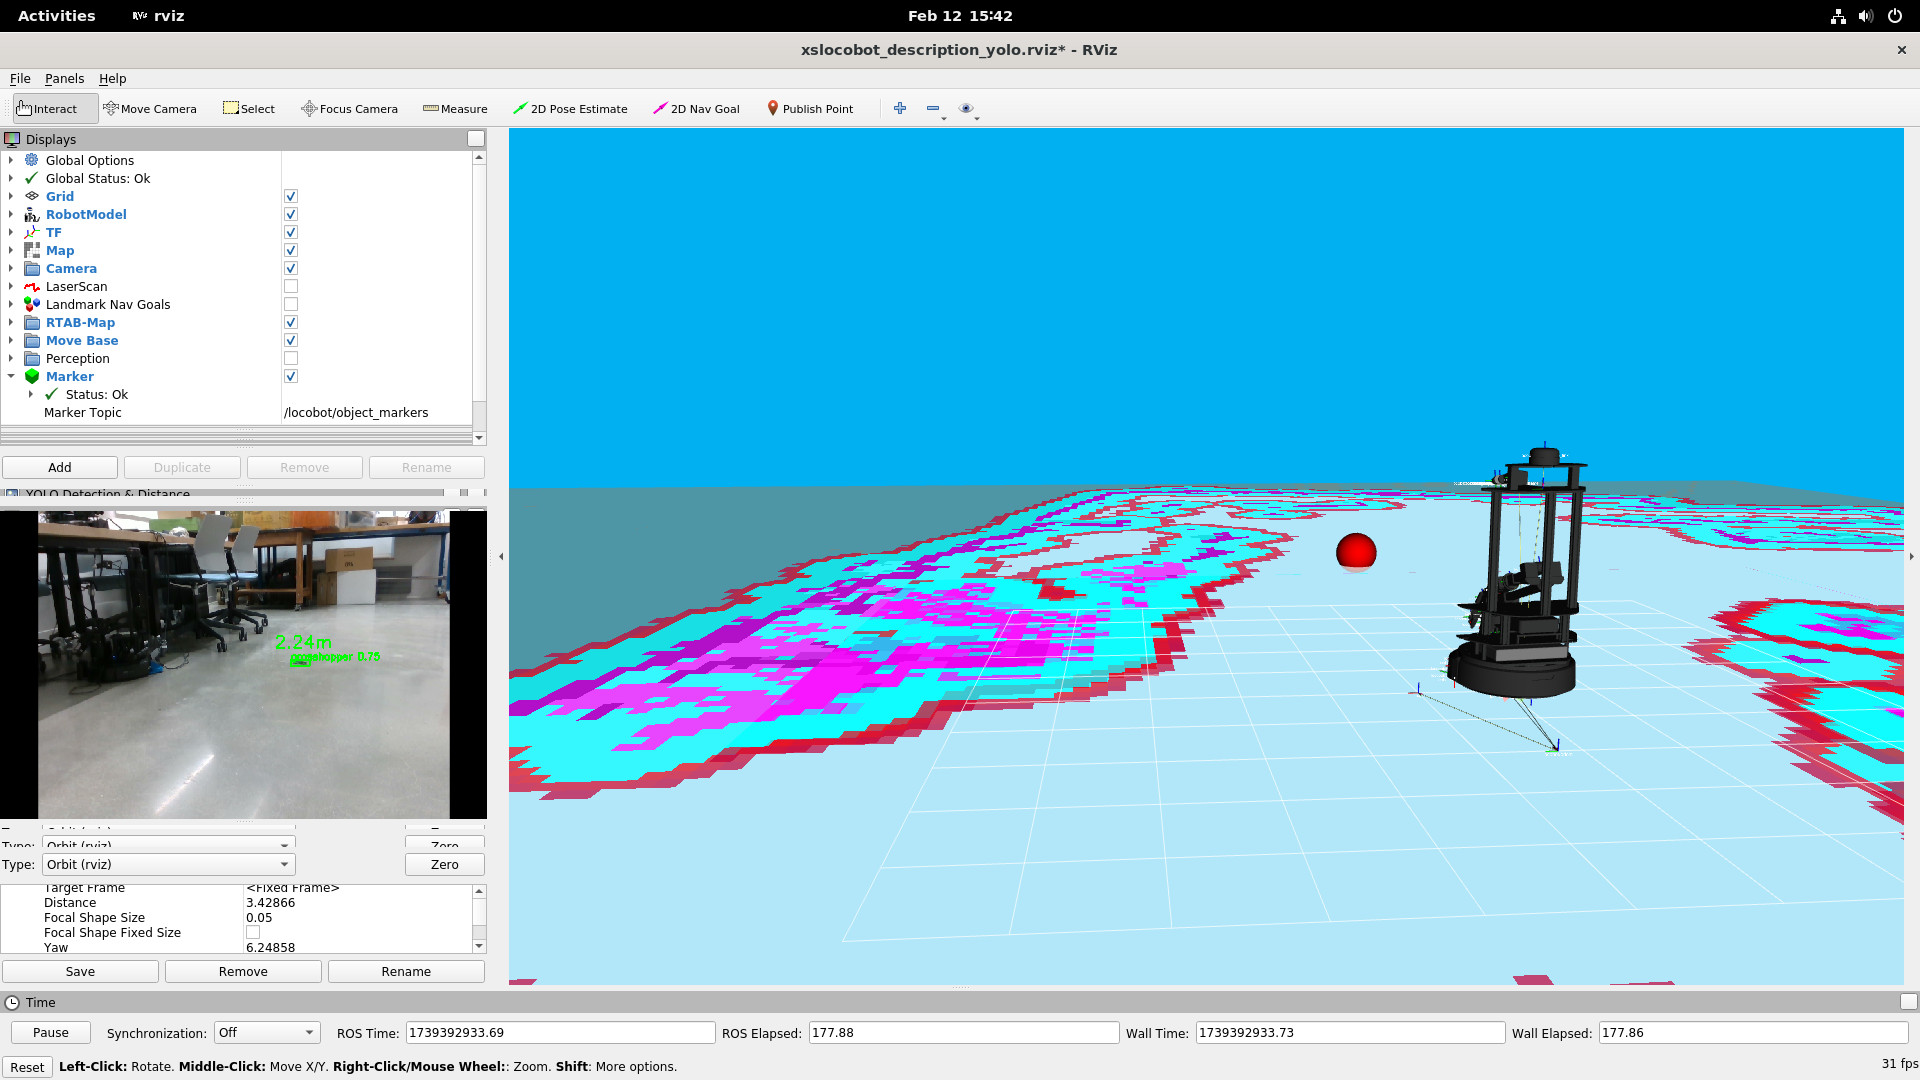 Activities rviz Feb 12 15:42
xslocobot_description_yolo.rviz* - RViz
File Panels Help
Interact Move Camera Select Focus Camera Measure 2D Pose Estimate 2D Nav Goal Publish Point
Displays
Global Options
Global Status: Ok
Grid
RobotModel
TF
Map
Camera
LaserScan
Landmark Nav Goals
RTAB-Map
Move Base
Perception
Marker
Status: Ok
Marker Topic /locobot/object_markers
Add Duplicate Remove Rename
YOLO Detection & Distance
2.24m
grasshopper 0.75
Type: Orbit (rviz) Zero
Type: Orbit (rviz) Zero
Target Frame <Fixed Frame>
Distance 3.42866
Focal Shape Size 0.05
Focal Shape Fixed Size
Yaw 6.24858
Save Remove Rename
Time
Pause Synchronization: Off ROS Time: 1739392933.69 ROS Elapsed: 177.88 Wall Time: 1739392933.73 Wall Elapsed: 177.86
Reset Left-Click: Rotate. Middle-Click: Move X/Y. Right-Click/Mouse Wheel:: Zoom. Shift: More options. 31 fps